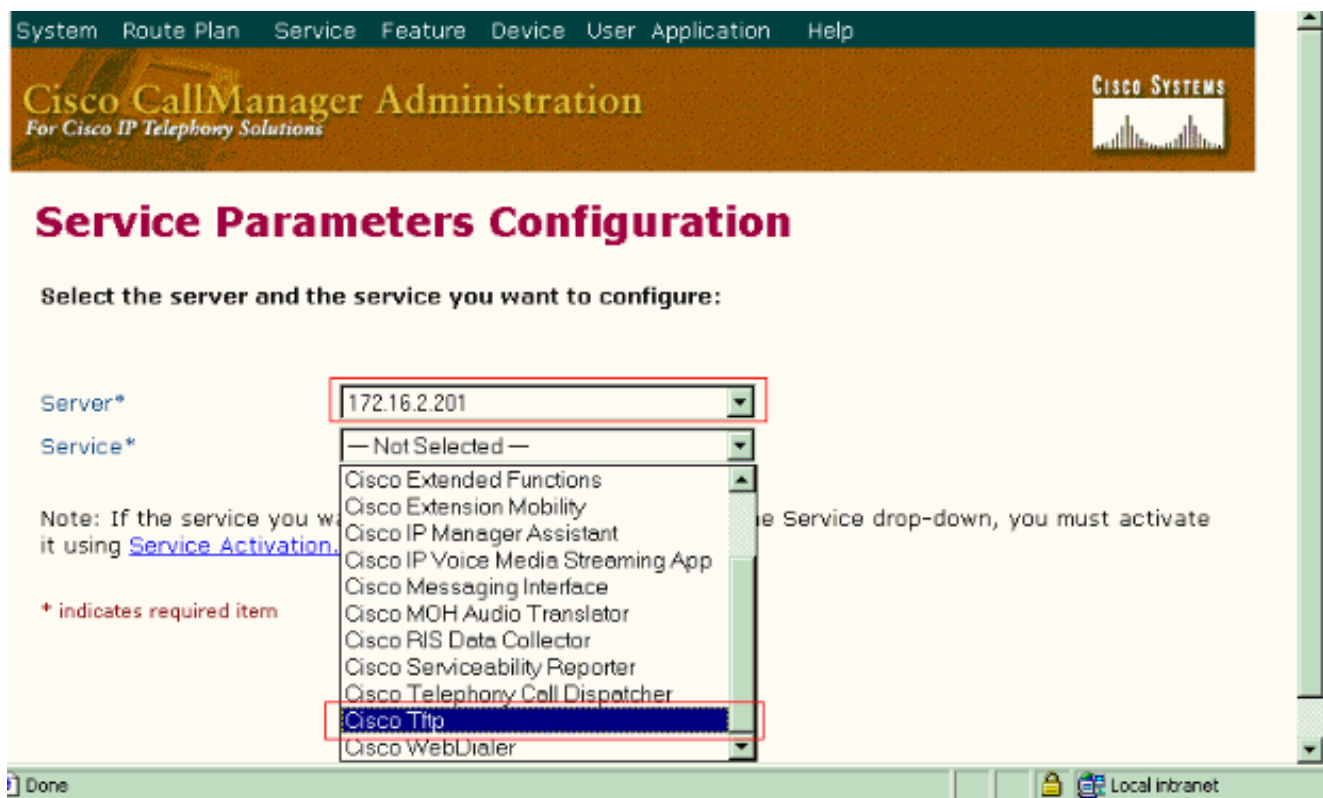 System Route Plan Service Feature Device User Application Help
Cisco CallManager Administration
For Cisco IP Telephony Solutions
CISCO SYSTEMS
Service Parameters Configuration
Select the server and the service you want to configure:
Server* 172.16.2.201
Service* — Not Selected —
Cisco Extended Functions
Cisco Extension Mobility
Cisco IP Manager Assistant
Cisco IP Voice Media Streaming App
Cisco Messaging Interface
Cisco MOH Audio Translator
Cisco RIS Data Collector
Cisco Serviceability Reporter
Cisco Telephony Call Dispatcher
Cisco Tftp
Cisco WebDialer
Note: If the service you Service drop-down, you must activate
it using Service Activation.
* indicates required item
Done Local intranet